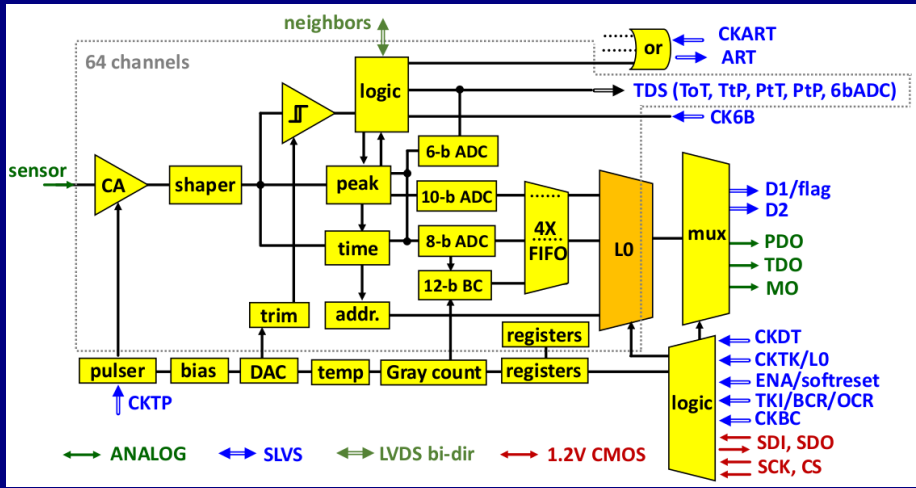 neighbors
CKART
or
ART
64 channels
logic
TDS (ToT, TtP, PtT, PtP, 6bADC)
CK6B
6-b ADC
sensor
CA
shaper
peak
10-b ADC
D1/flag
D2
4X
FIFO
mux
time
8-b ADC
L0
PDO
TDO
12-b BC
MO
trim
addr.
registers
CKDT
pulser
bias
DAC
temp
Gray count
registers
CKTK/L0
ENA/softreset
logic
TKI/BCR/OCR
CKTP
CKBC
ANALOG
SLVS
LVDS bi-dir
1.2V CMOS
SDI, SDO
SCK, CS